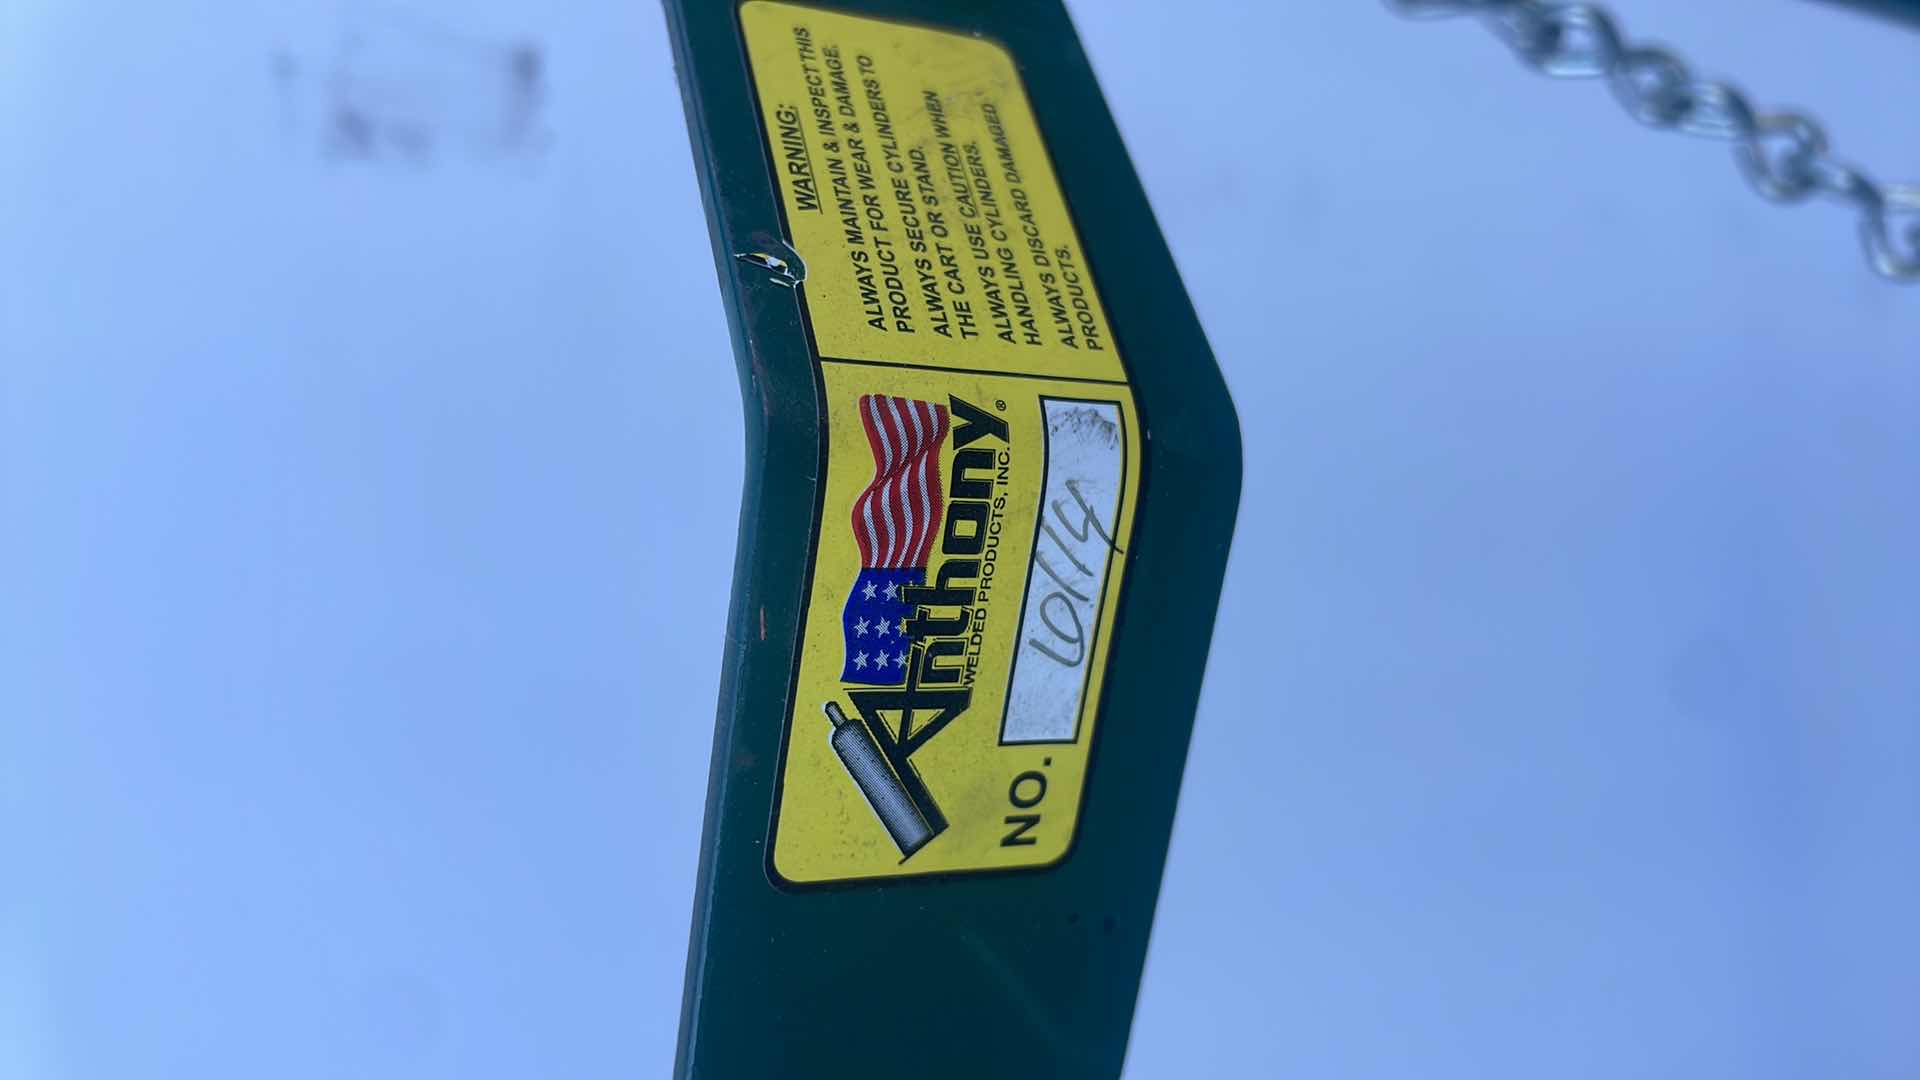 Anthony®
WELDED PRODUCTS, INC.
NO.
WARNING:
ALWAYS MAINTAIN & INSPECT THIS
PRODUCT FOR WEAR & DAMAGE.
ALWAYS SECURE CYLINDERS TO
THE CART OR STAND.
ALWAYS USE CAUTION WHEN
HANDLING CYLINDERS.
ALWAYS DISCARD DAMAGED
PRODUCTS.